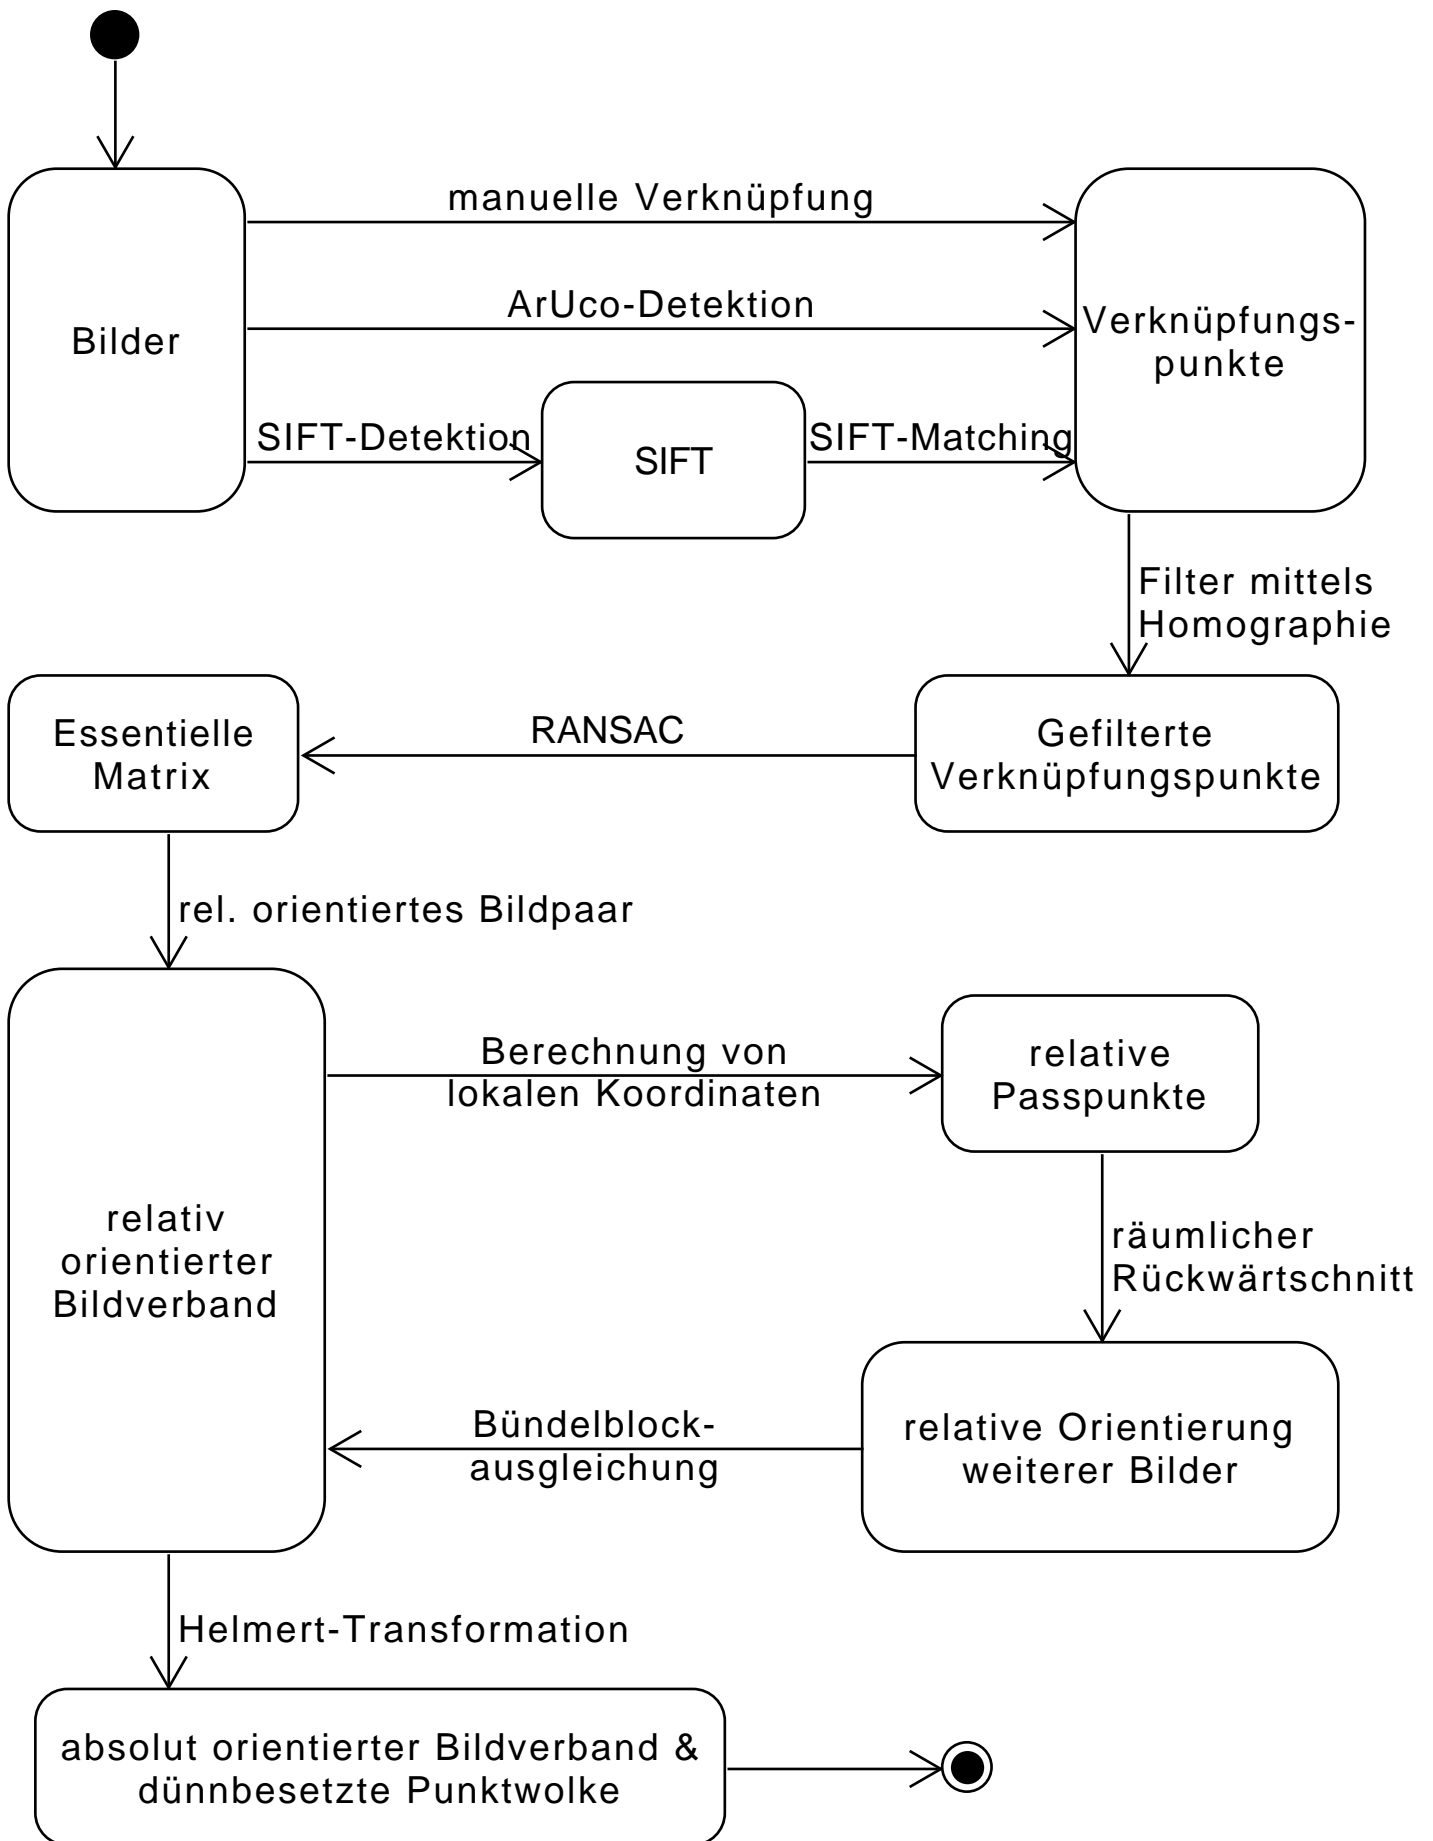 manuelle Verknüpfung
ArUco-Detektion
Bilder
Verknüpfungs-
punkte
SIFT-Detektion
SIFT
SIFT-Matching
Filter mittels
Homographie
Essentielle
Matrix
RANSAC
Gefilterte
Verknüpfungspunkte
rel. orientiertes Bildpaar
Berechnung von
lokalen Koordinaten
relative
Passpunkte
relativ
orientierter
Bildverband
räumlicher
Rückwärtschnitt
Bündelblock-
ausgleichung
relative Orientierung
weiterer Bilder
Helmert-Transformation
absolut orientierter Bildverband &
dünnbesetzte Punktwolke